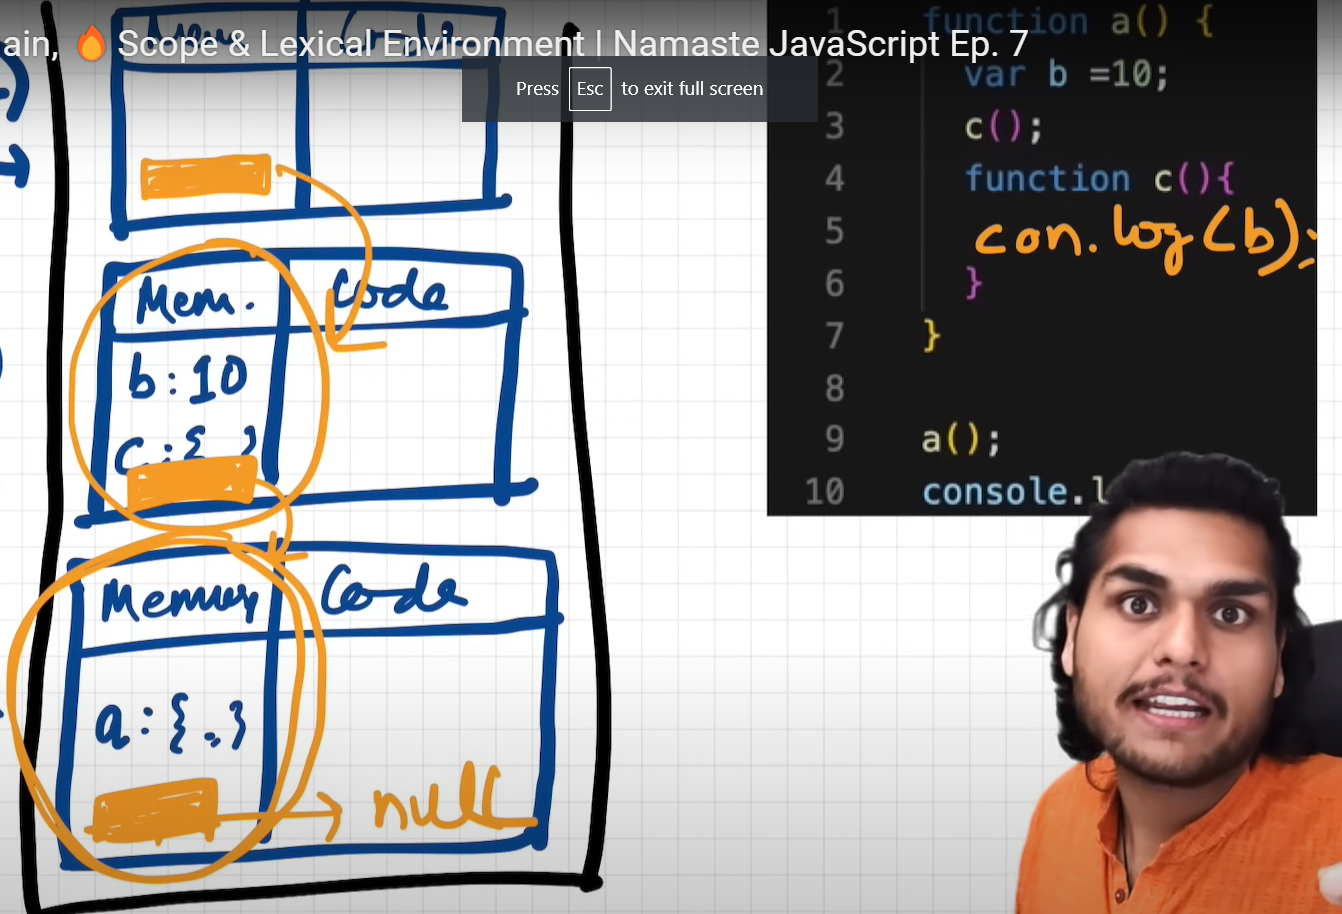 ain, 🔥 Scope & Lexical Environment | Namaste JavaScript Ep. 7
Press Esc to exit full screen
Mem. Code
b : 10
c : { }
Memory Code
a : { . }
null
1 function a() {
2 var b =10;
3 c();
4 function c(){
5 con.log(b);
6 }
7 }
8
9 a();
10 console.l